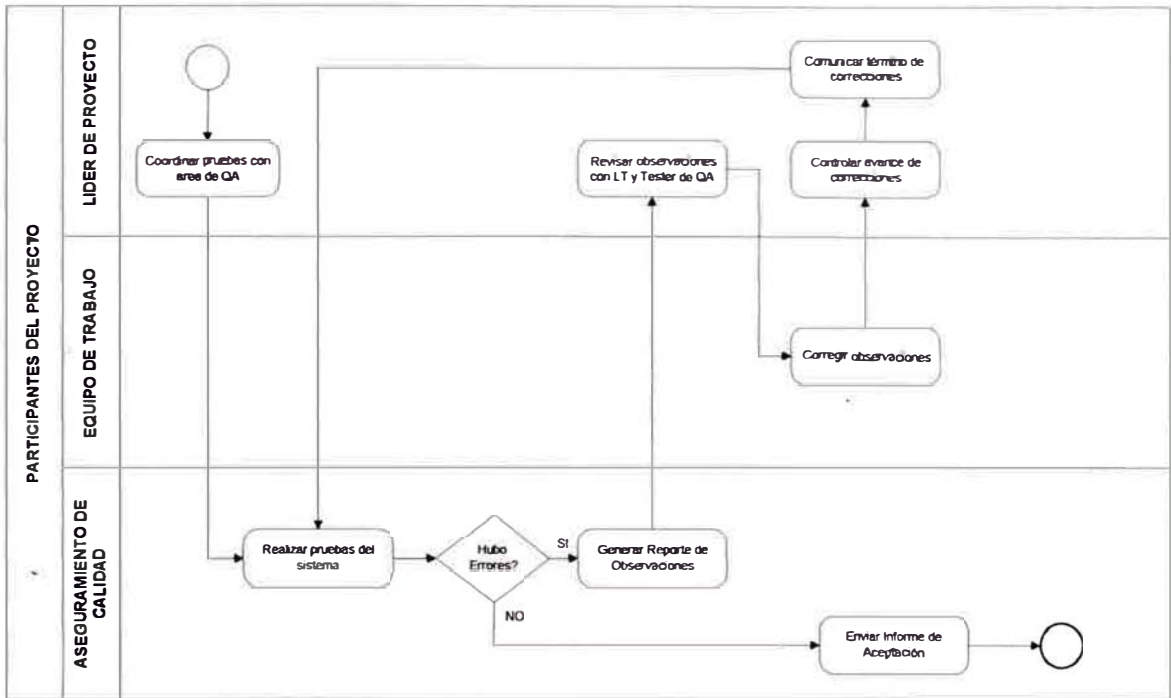 PARTICIPANTES DEL PROYECTO
LIDER DE PROYECTO
Coordinar pruebas con
area de QA
Revisar observaciones
con LT y Tester de QA
Comunicar término de
correcciones
Controlar avance de
correcciones
EQUIPO DE TRABAJO
Corregir observaciones
ASEGURAMIENTO DE
CALIDAD
Realizar pruebas del
sistema
Hubo
Errores?
SI
NO
Generar Reporte de
Observaciones
Enviar Informe de
Aceptación